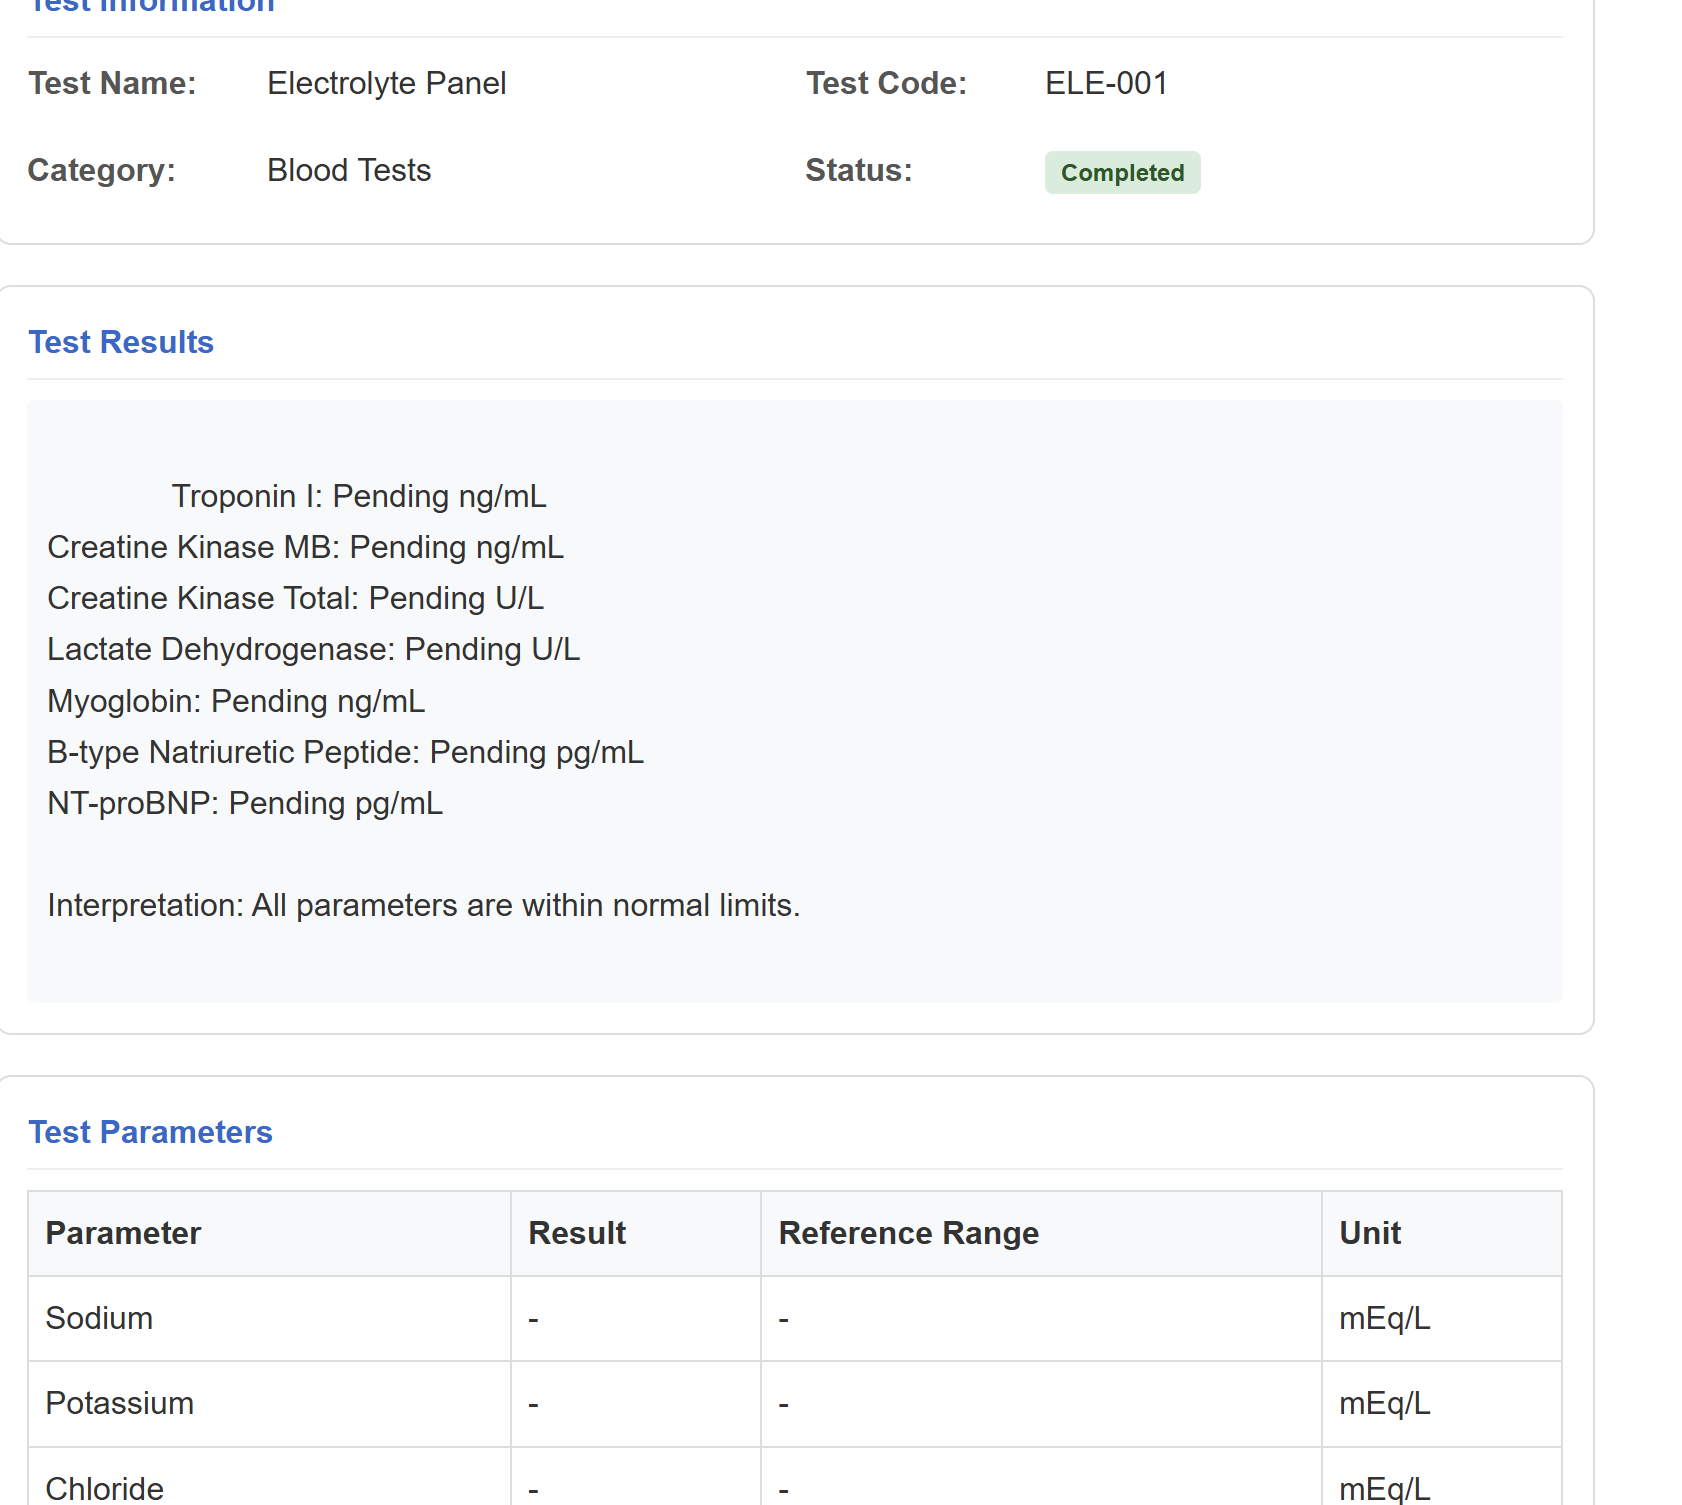 Test Information
Test Name: Electrolyte Panel Test Code: ELE-001
Category: Blood Tests Status: Completed
Test Results
Troponin I: Pending ng/mL
Creatine Kinase MB: Pending ng/mL
Creatine Kinase Total: Pending U/L
Lactate Dehydrogenase: Pending U/L
Myoglobin: Pending ng/mL
B-type Natriuretic Peptide: Pending pg/mL
NT-proBNP: Pending pg/mL
Interpretation: All parameters are within normal limits.
Test Parameters
Parameter Result Reference Range Unit
Sodium - - mEq/L
Potassium - - mEq/L
Chloride - - mEq/L